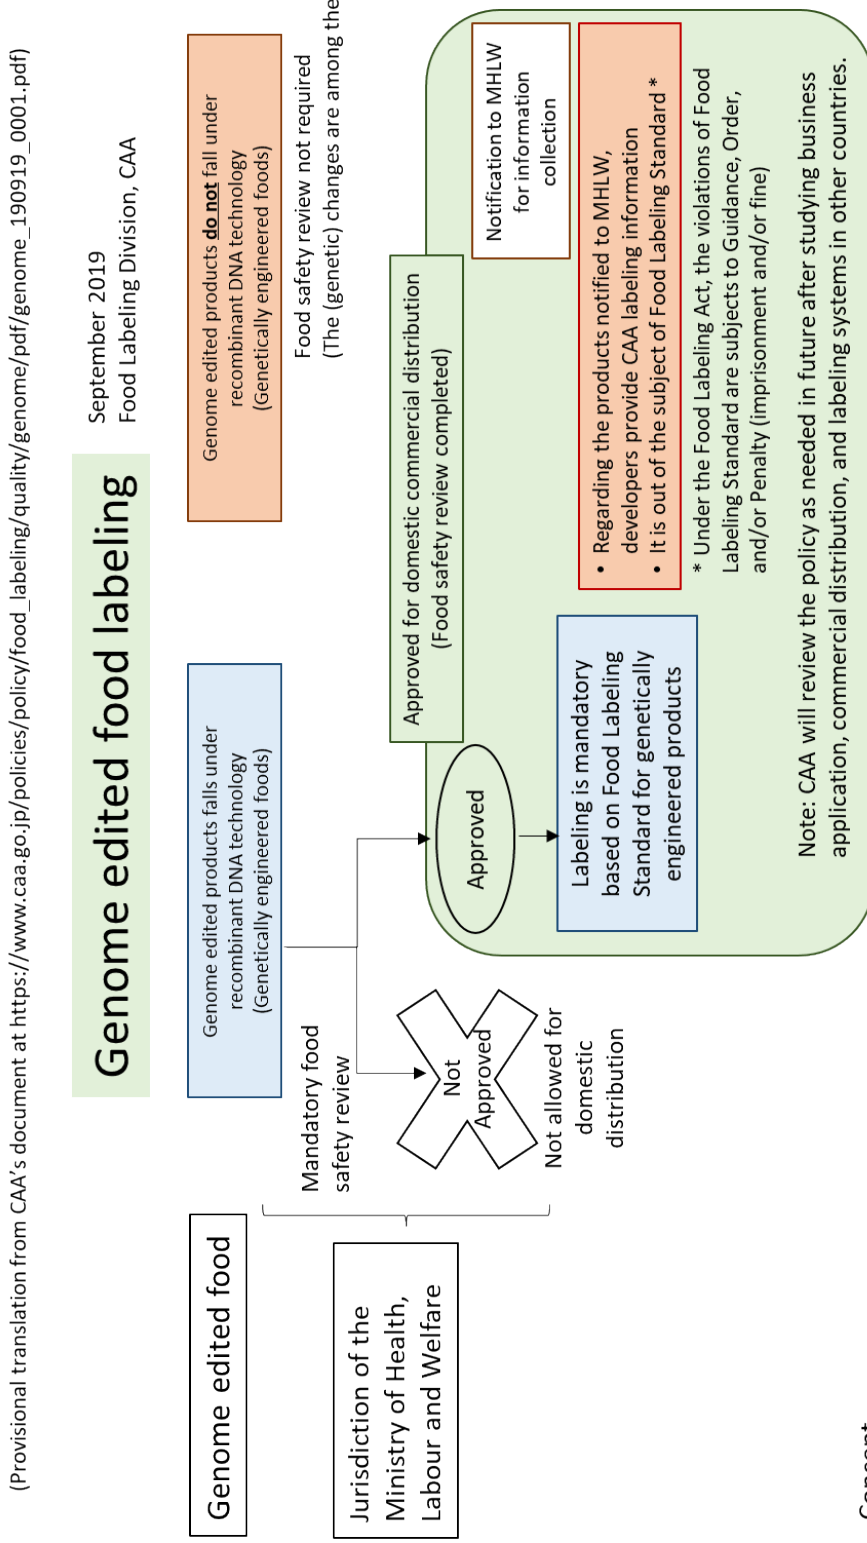 (Provisional translation from CAA's document at https://www.caa.go.jp/policies/policy/food_labeling/quality/genome/pdf/genome_190919_0001.pdf)
Genome edited food labeling
September 2019
Food Labeling Division, CAA
Genome edited food
Genome edited products falls under
recombinant DNA technology
(Genetically engineered foods)
Genome edited products do not fall under
recombinant DNA technology
(Genetically engineered foods)
Jurisdiction of the
Ministry of Health,
Labour and Welfare
Mandatory food
safety review
Food safety review not required
(The (genetic) changes are among the
Not
Approved
Not allowed for
domestic
distribution
Approved for domestic commercial distribution
(Food safety review completed)
Approved
Notification to MHLW
for information
collection
Labeling is mandatory
based on Food Labeling
Standard for genetically
engineered products
• Regarding the products notified to MHLW,
developers provide CAA labeling information
• It is out of the subject of Food Labeling Standard *
* Under the Food Labeling Act, the violations of Food
Labeling Standard are subjects to Guidance, Order,
and/or Penalty (imprisonment and/or fine)
Note: CAA will review the policy as needed in future after studying business
application, commercial distribution, and labeling systems in other countries.